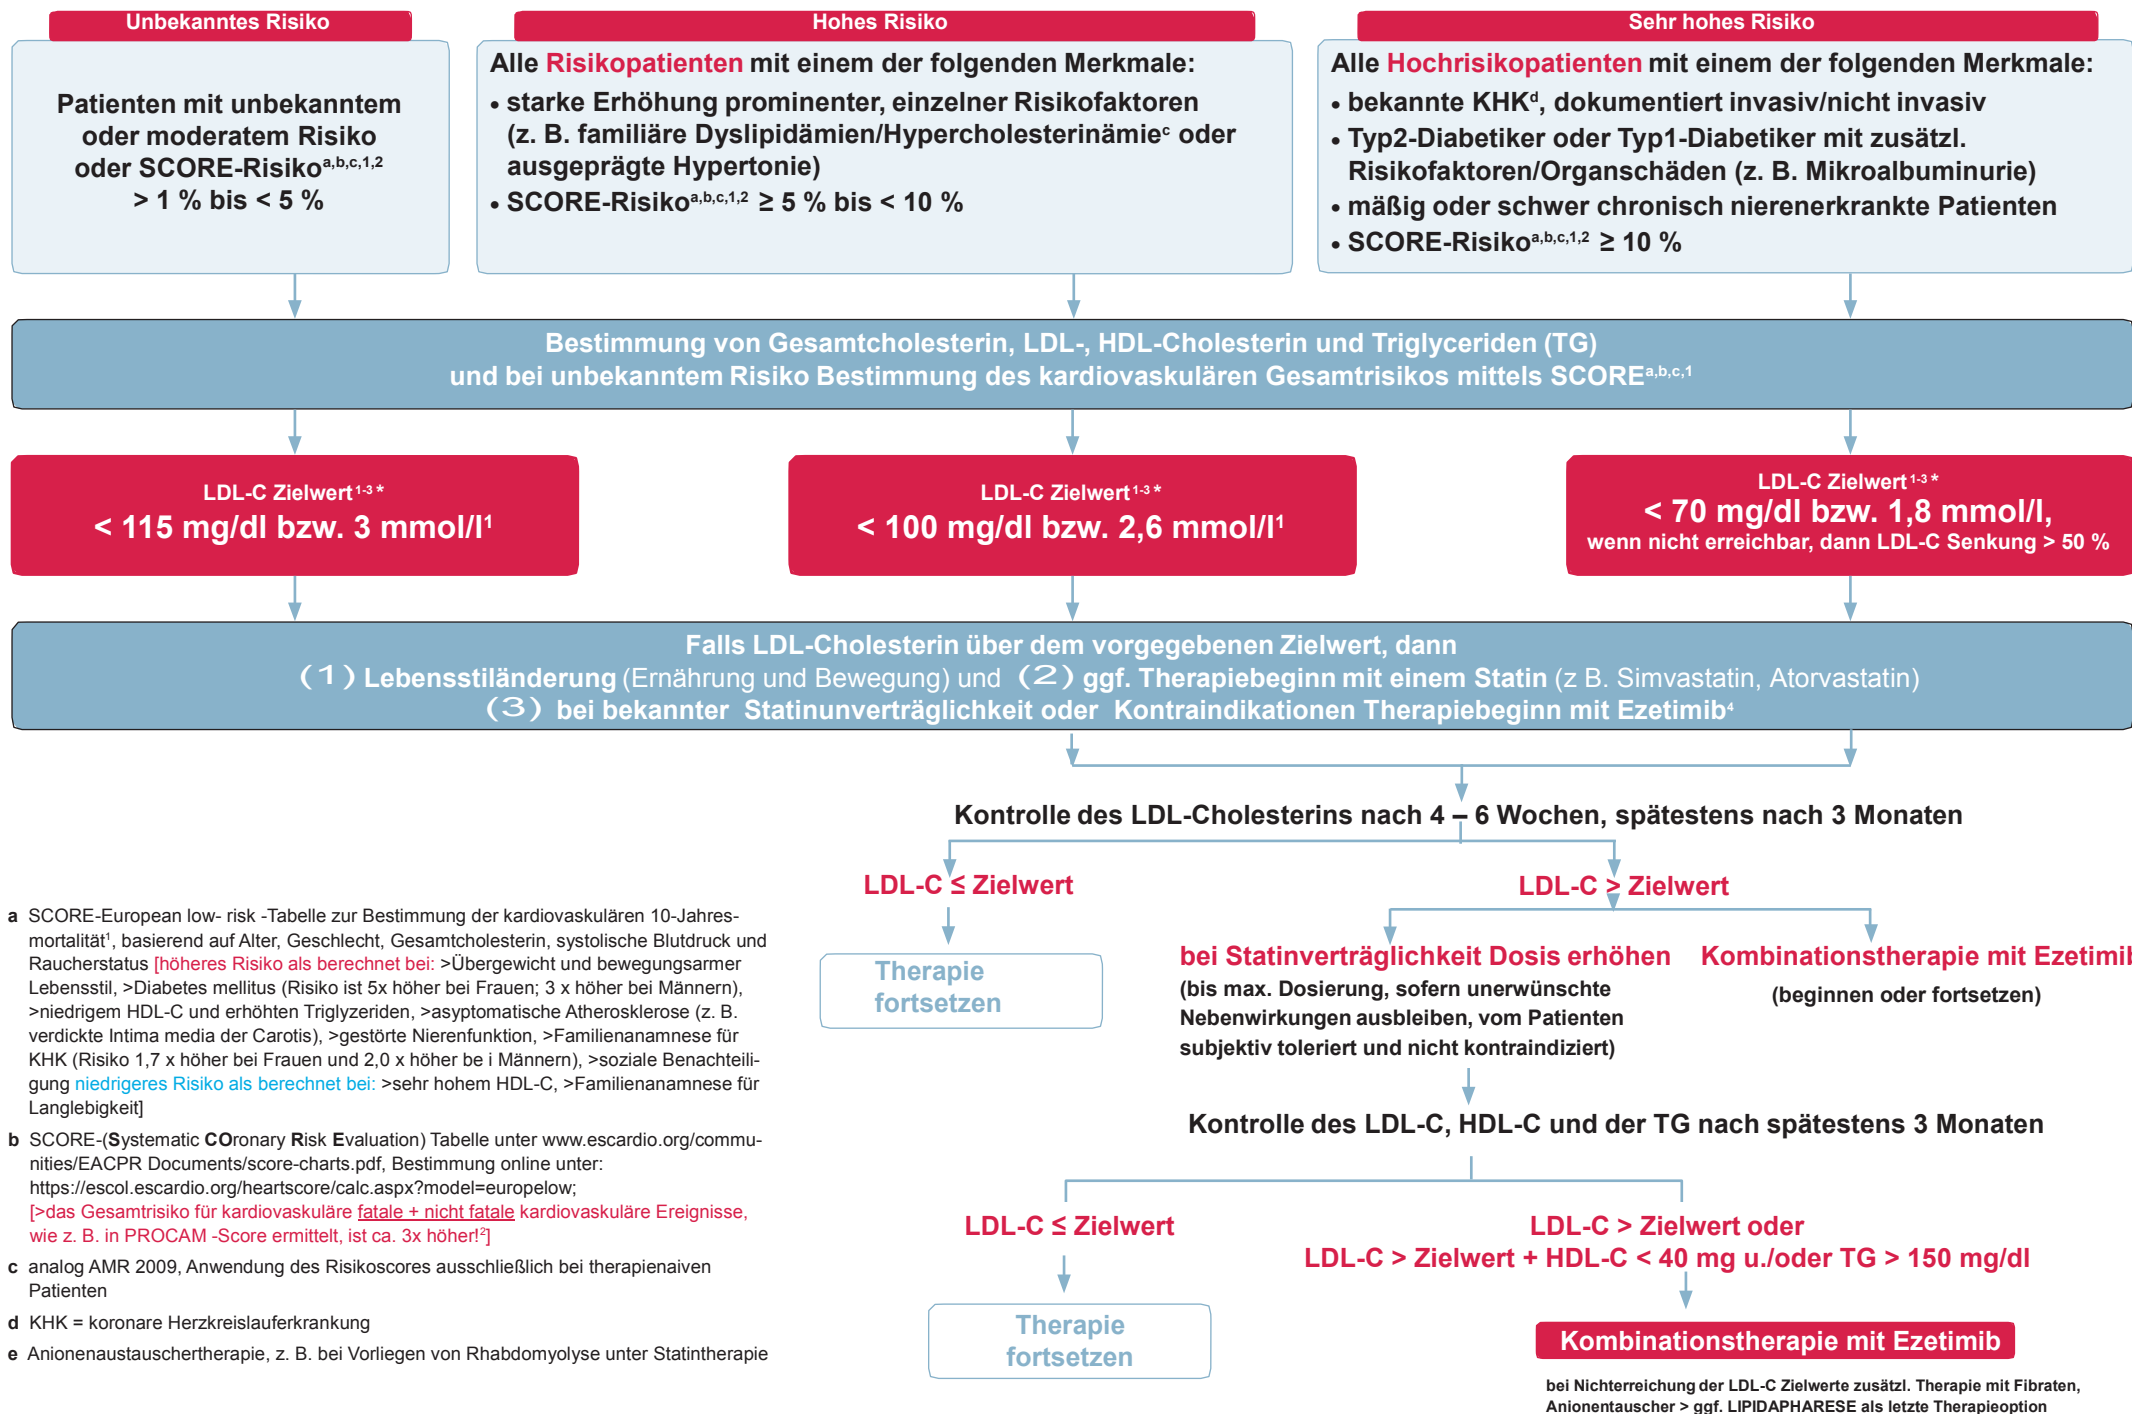 Unbekanntes Risiko
Patienten mit unbekanntem
oder moderatem Risiko
oder SCORE-Risikoa,b,c,1,2
> 1 % bis < 5 %
Hohes Risiko
Alle Risikopatienten mit einem der folgenden Merkmale:
• starke Erhöhung prominenter, einzelner Risikofaktoren
(z. B. familiäre Dyslipidämien/Hypercholesterinämiec oder
ausgeprägte Hypertonie)
• SCORE-Risikoa,b,c,1,2 ≥ 5 % bis < 10 %
Sehr hohes Risiko
Alle Hochrisikopatienten mit einem der folgenden Merkmale:
• bekannte KHKd, dokumentiert invasiv/nicht invasiv
• Typ2-Diabetiker oder Typ1-Diabetiker mit zusätzl.
Risikofaktoren/Organschäden (z. B. Mikroalbuminurie)
• mäßig oder schwer chronisch nierenerkrankte Patienten
• SCORE-Risikoa,b,c,1,2 ≥ 10 %
Bestimmung von Gesamtcholesterin, LDL-, HDL-Cholesterin und Triglyceriden (TG)
und bei unbekanntem Risiko Bestimmung des kardiovaskulären Gesamtrisikos mittels SCOREa,b,c,1
LDL-C Zielwert1-3 *
< 115 mg/dl bzw. 3 mmol/l1
LDL-C Zielwert1-3 *
< 100 mg/dl bzw. 2,6 mmol/l1
LDL-C Zielwert1-3 *
< 70 mg/dl bzw. 1,8 mmol/l,
wenn nicht erreichbar, dann LDL-C Senkung > 50 %
Falls LDL-Cholesterin über dem vorgegebenen Zielwert, dann
(1) Lebensstiländerung (Ernährung und Bewegung) und (2) ggf. Therapiebeginn mit einem Statin (z B. Simvastatin, Atorvastatin)
(3) bei bekannter Statinunverträglichkeit oder Kontraindikationen Therapiebeginn mit Ezetimib4
Kontrolle des LDL-Cholesterins nach 4 – 6 Wochen, spätestens nach 3 Monaten
LDL-C ≤ Zielwert
Therapie
fortsetzen
LDL-C > Zielwert
bei Statinverträglichkeit Dosis erhöhen
(bis max. Dosierung, sofern unerwünschte
Nebenwirkungen ausbleiben, vom Patienten
subjektiv toleriert und nicht kontraindiziert)
Kombinationstherapie mit Ezetimib
(beginnen oder fortsetzen)
Kontrolle des LDL-C, HDL-C und der TG nach spätestens 3 Monaten
LDL-C ≤ Zielwert
Therapie
fortsetzen
LDL-C > Zielwert oder
LDL-C > Zielwert + HDL-C < 40 mg u./oder TG > 150 mg/dl
Kombinationstherapie mit Ezetimib
bei Nichterreichung der LDL-C Zielwerte zusätzl. Therapie mit Fibraten,
Anionentauscher > ggf. LIPIDAPHARESE als letzte Therapieoption
a SCORE-European low- risk -Tabelle zur Bestimmung der kardiovaskulären 10-Jahres-
mortalität1, basierend auf Alter, Geschlecht, Gesamtcholesterin, systolische Blutdruck und
Raucherstatus [höheres Risiko als berechnet bei: >Übergewicht und bewegungsarmer
Lebensstil, >Diabetes mellitus (Risiko ist 5x höher bei Frauen; 3 x höher bei Männern),
>niedrigem HDL-C und erhöhten Triglyzeriden, >asyptomatische Atherosklerose (z. B.
verdickte Intima media der Carotis), >gestörte Nierenfunktion, >Familienanamnese für
KHK (Risiko 1,7 x höher bei Frauen und 2,0 x höher be i Männern), >soziale Benachteili-
gung niedrigeres Risiko als berechnet bei: >sehr hohem HDL-C, >Familienanamnese für
Langlebigkeit]
b SCORE-(Systematic COronary Risk Evaluation) Tabelle unter www.escardio.org/commu-
nities/EACPR Documents/score-charts.pdf, Bestimmung online unter:
https://escol.escardio.org/heartscore/calc.aspx?model=europelow;
[>das Gesamtrisiko für kardiovaskuläre fatale + nicht fatale kardiovaskuläre Ereignisse,
wie z. B. in PROCAM -Score ermittelt, ist ca. 3x höher!2]
c analog AMR 2009, Anwendung des Risikoscores ausschließlich bei therapienaiven
Patienten
d KHK = koronare Herzkreislauferkrankung
e Anionenaustauschertherapie, z. B. bei Vorliegen von Rhabdomyolyse unter Statintherapie